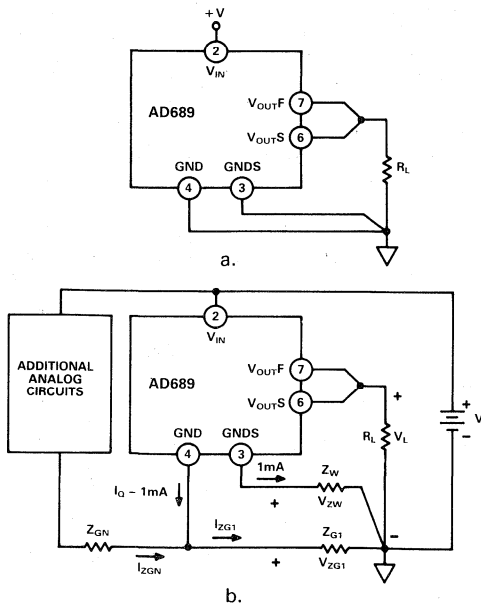 +V
2
VIN
AD689
VOUTF
7
VOUTS
6
GND
GNDS
4
3
RL
a.
2
VIN
ADDITIONAL
ANALOG
CIRCUITS
AD689
VOUTF
7
VOUTS
6
GND
GNDS
4
3
+
RL
VL
+
V
−
1mA
IQ ~ 1mA
+
ZW
VZW
ZGN
IZGN
IZG1
+
ZG1
VZG1
−
b.